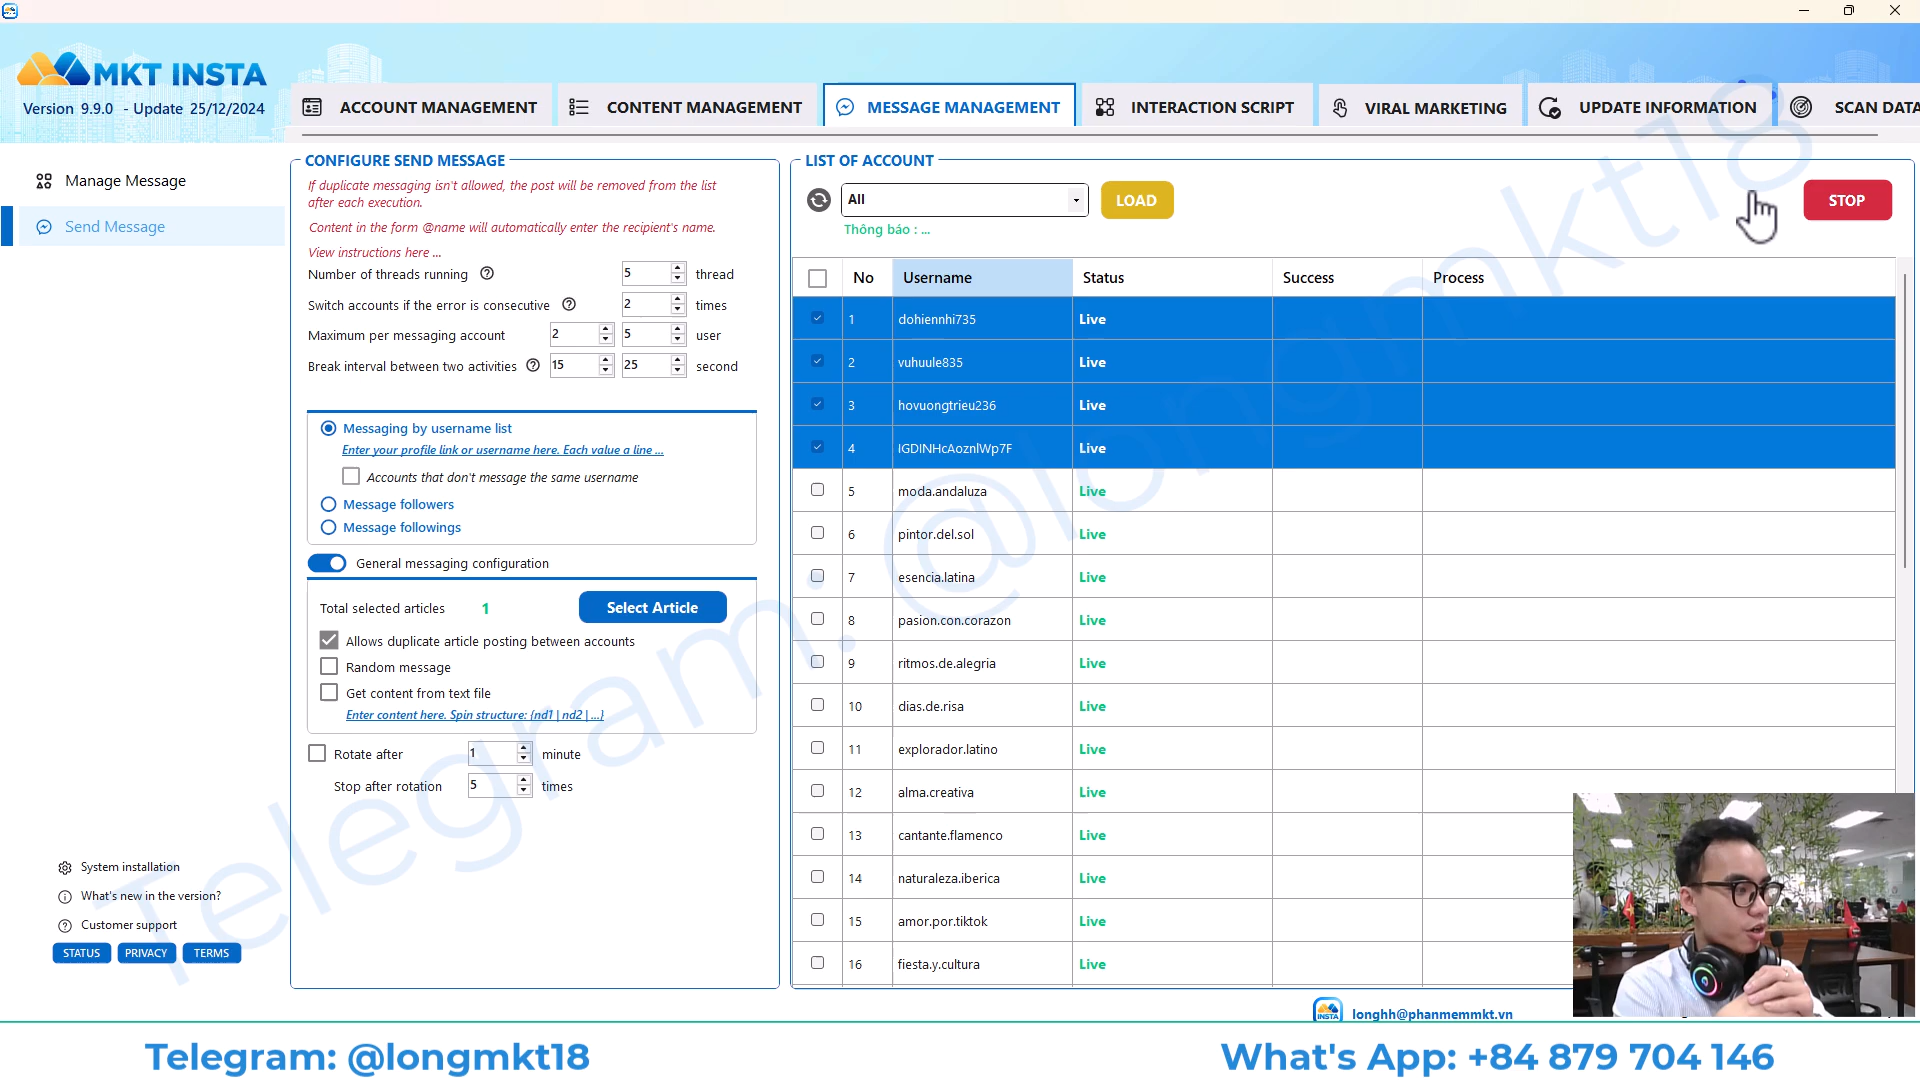 MKT INSTA
Version 9.9.0 - Update 25/12/2024
ACCOUNT MANAGEMENT
CONTENT MANAGEMENT
MESSAGE MANAGEMENT
INTERACTION SCRIPT
VIRAL MARKETING
UPDATE INFORMATION
SCAN DATA
Manage Message
Send Message
CONFIGURE SEND MESSAGE
If duplicate messaging isn't allowed, the post will be removed from the list
after each execution.
Content in the form @name will automatically enter the recipient's name.
View instructions here ...
Number of threads running 5 thread
Switch accounts if the error is consecutive 2 times
Maximum per messaging account 2 5 user
Break interval between two activities 15 25 second
Messaging by username list
Enter your profile link or username here. Each value a line ...
Accounts that don't message the same username
Message followers
Message followings
General messaging configuration
Total selected articles 1 Select Article
Allows duplicate article posting between accounts
Random message
Get content from text file
Enter content here. Spin structure: {nd1 | nd2 | ...}
Rotate after 1 minute
Stop after rotation 5 times
System installation
What's new in the version?
Customer support
STATUS PRIVACY TERMS
LIST OF ACCOUNT
All LOAD STOP
Thông báo : ...
No Username Status Success Process
1 dohiennhi735 Live
2 vuhuule835 Live
3 hovuongtrieu236 Live
4 IGDINHcAoznlWp7F Live
5 moda.andaluza Live
6 pintor.del.sol Live
7 esencia.latina Live
8 pasion.con.corazon Live
9 ritmos.de.alegria Live
10 dias.de.risa Live
11 explorador.latino Live
12 alma.creativa Live
13 cantante.flamenco Live
14 naturaleza.iberica Live
15 amor.por.tiktok Live
16 fiesta.y.cultura Live
INSTA longhh@phanmemmkt.vn
Telegram: @longmkt18
Telegram: @longmkt18
What's App: +84 879 704 146